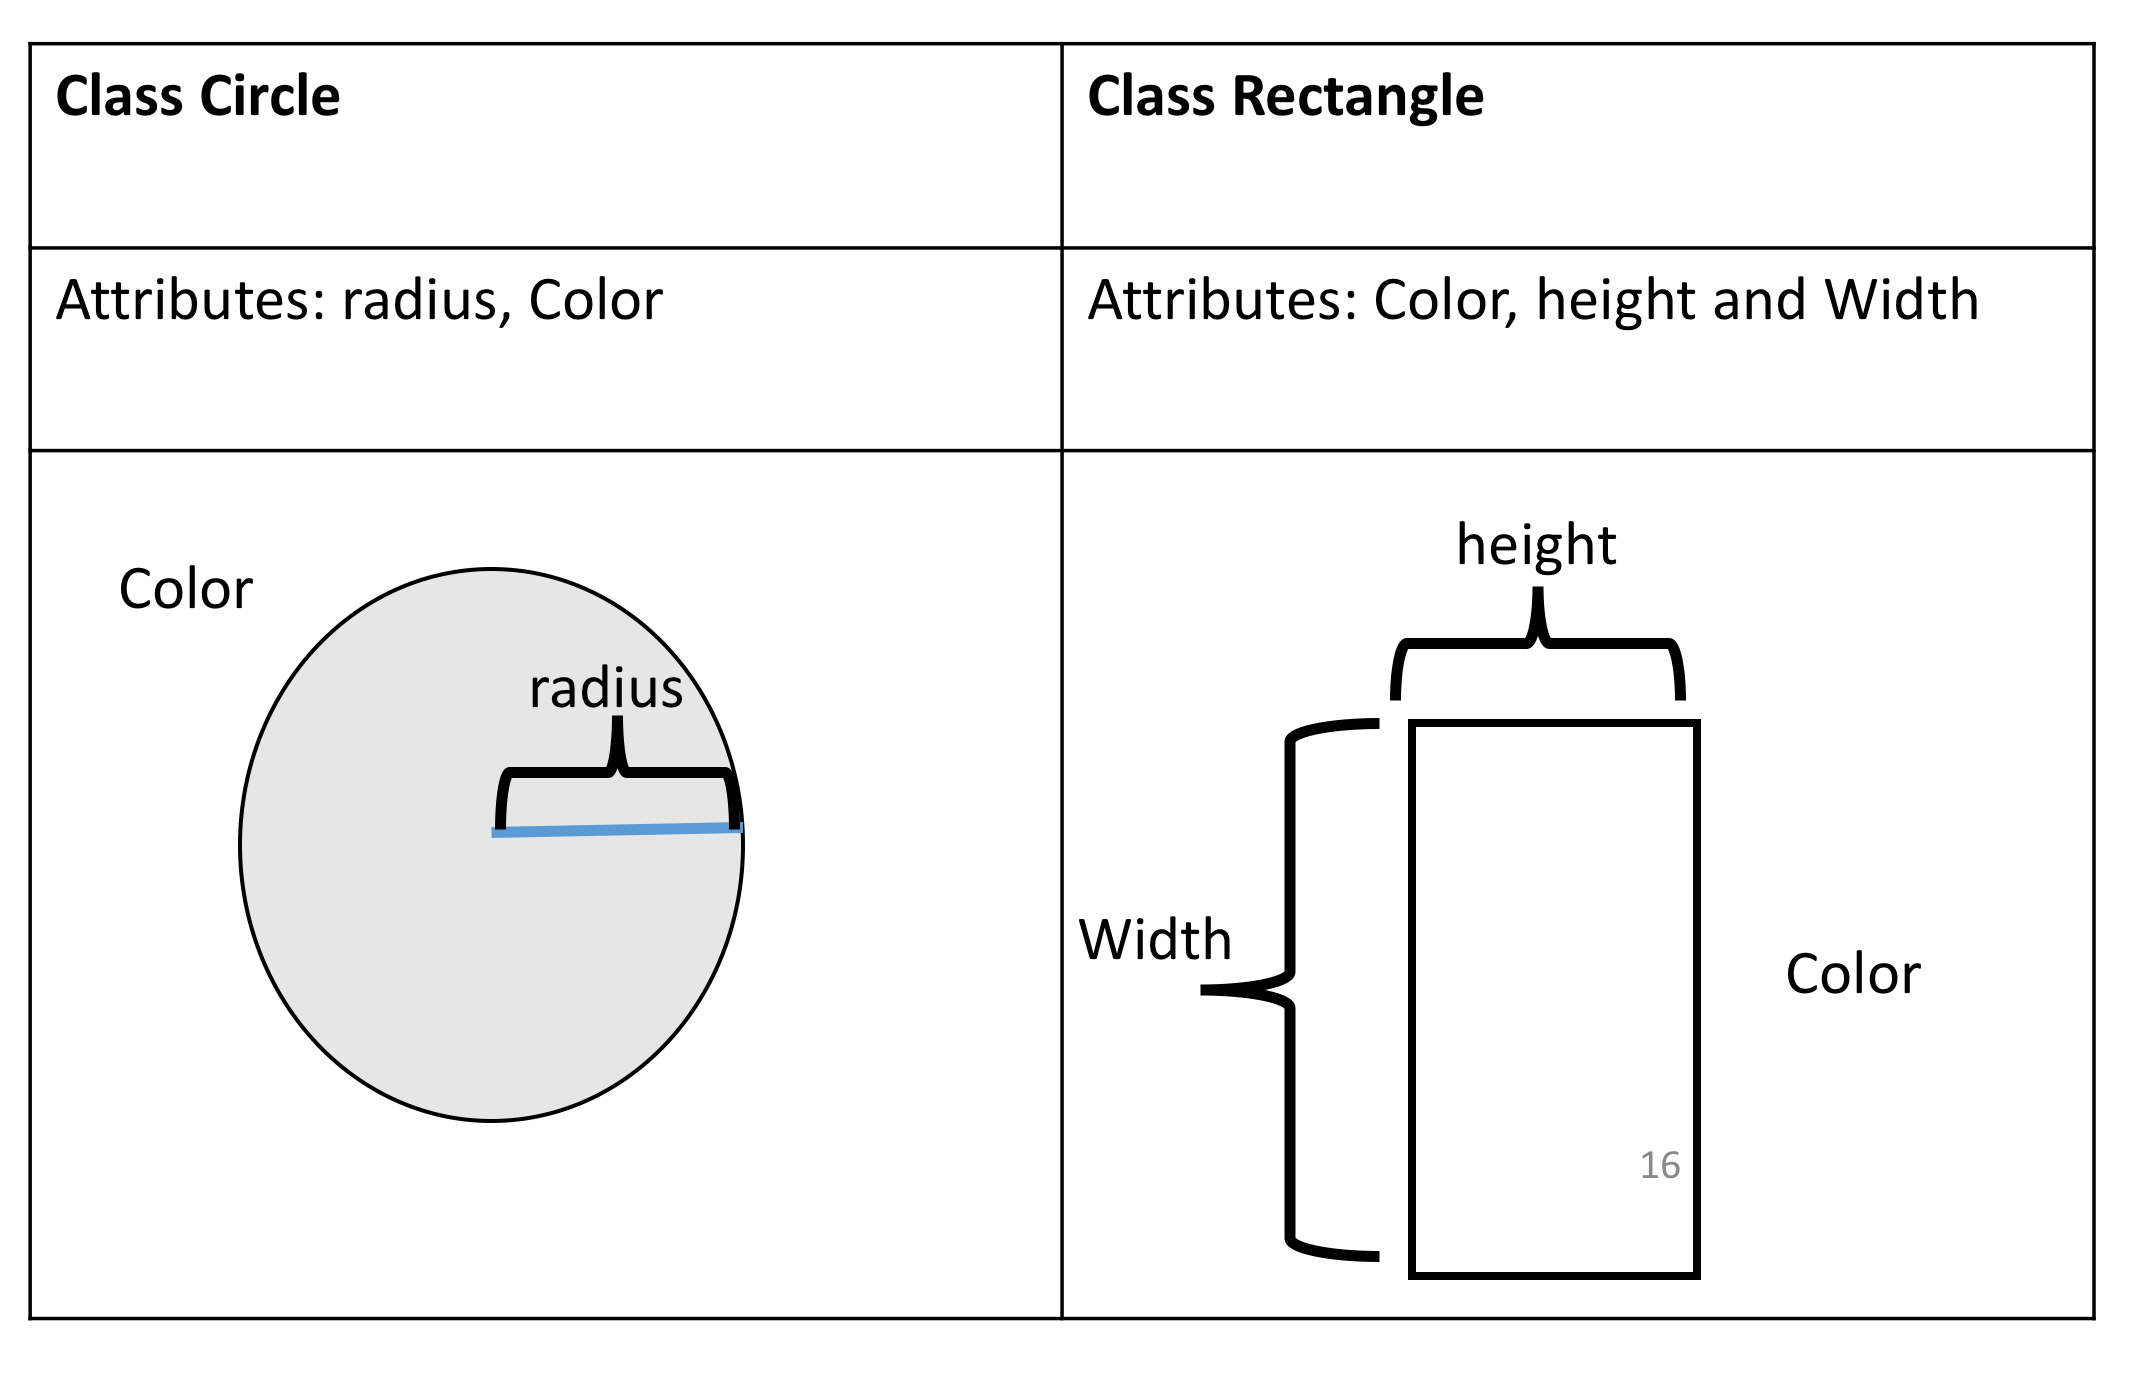 Class Circle
Class Rectangle
Attributes: radius, Color
Attributes: Color, height and Width
Color
radius
height
Width
Color
16